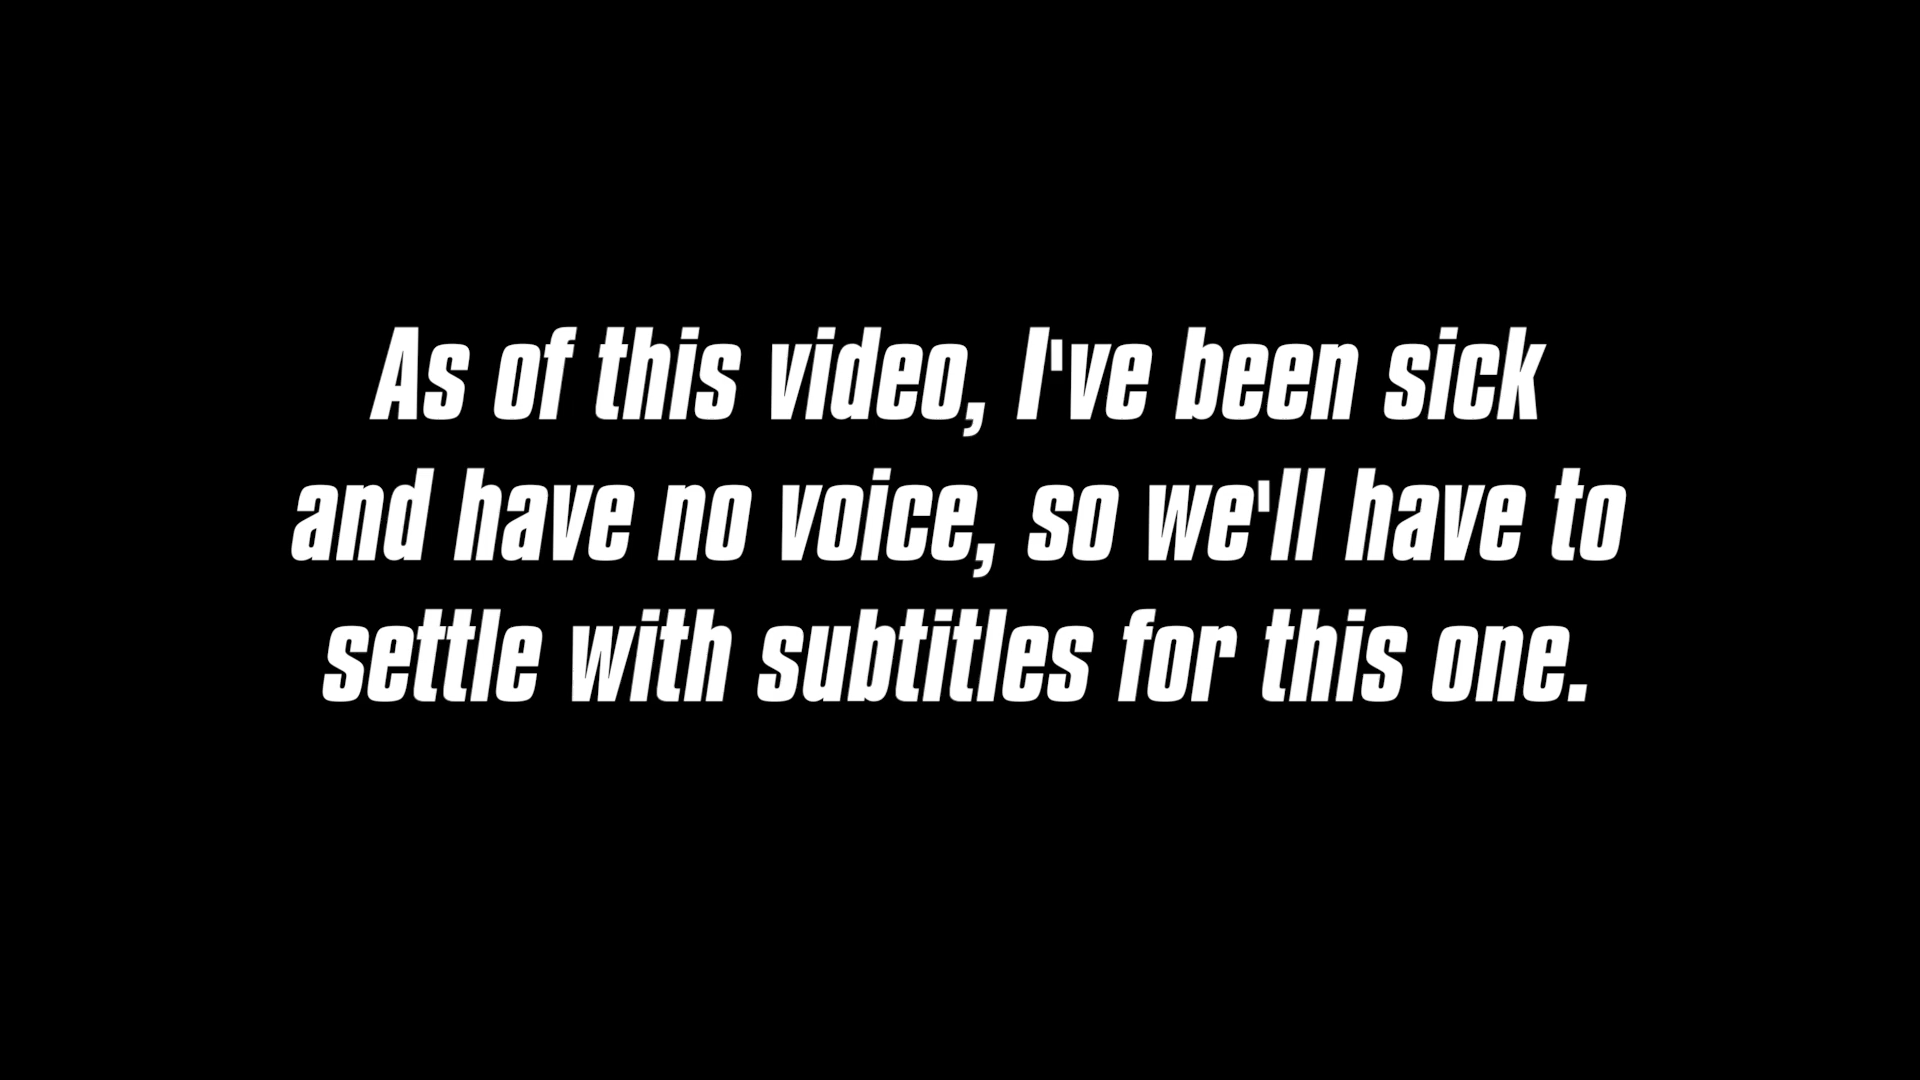 As of this video, I've been sick
and have no voice, so we'll have to
settle with subtitles for this one.